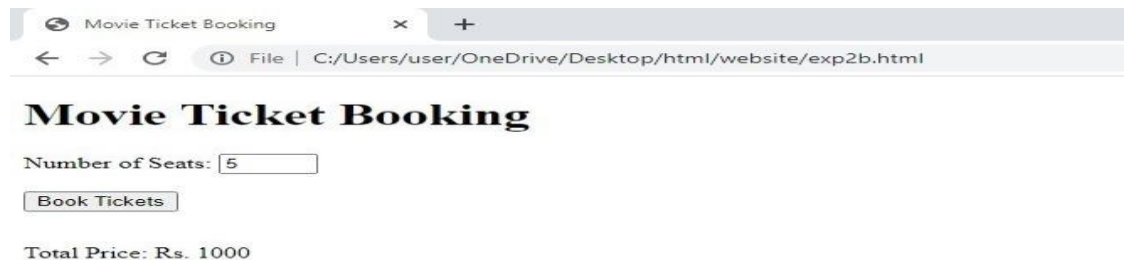 Movie Ticket Booking
File | C:/Users/user/OneDrive/Desktop/html/website/exp2b.html
Movie Ticket Booking
Number of Seats: 5
Book Tickets
Total Price: Rs. 1000